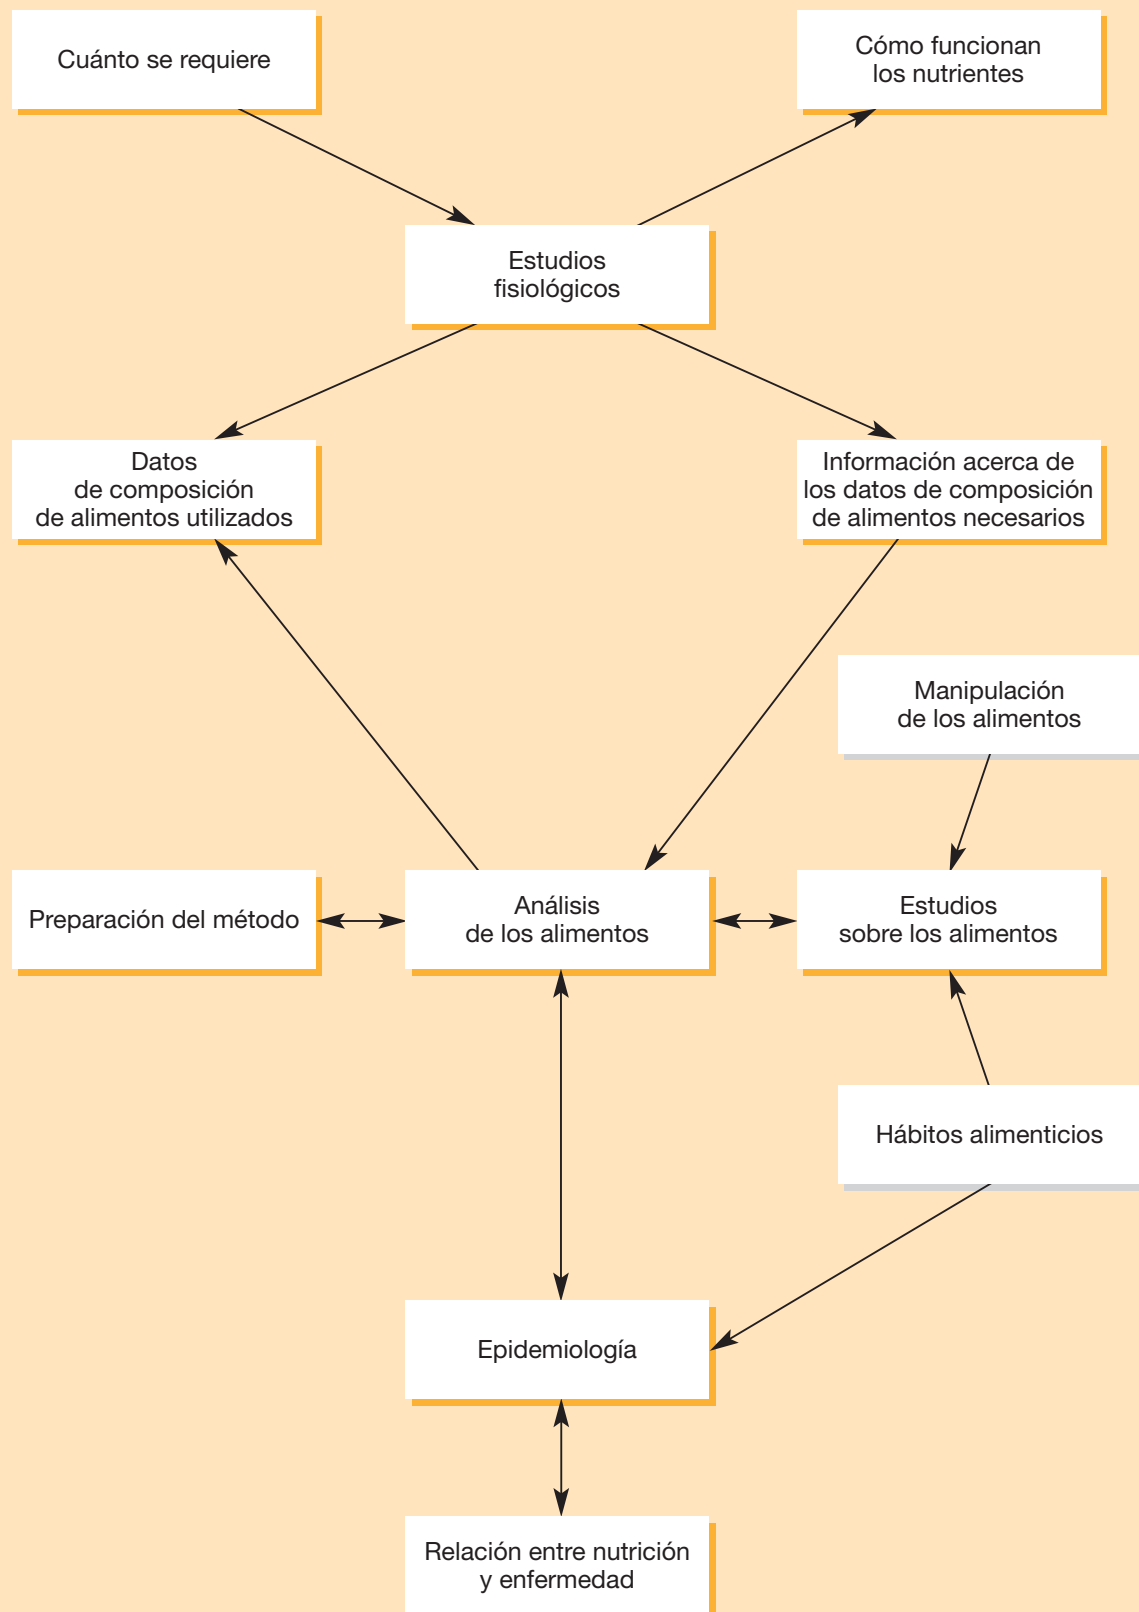 Cuánto se requiere
Cómo funcionan
los nutrientes
Estudios
fisiológicos
Datos
de composición
de alimentos utilizados
Información acerca de
los datos de composición
de alimentos necesarios
Manipulación
de los alimentos
Preparación del método
Análisis
de los alimentos
Estudios
sobre los alimentos
Hábitos alimenticios
Epidemiología
Relación entre nutrición
y enfermedad